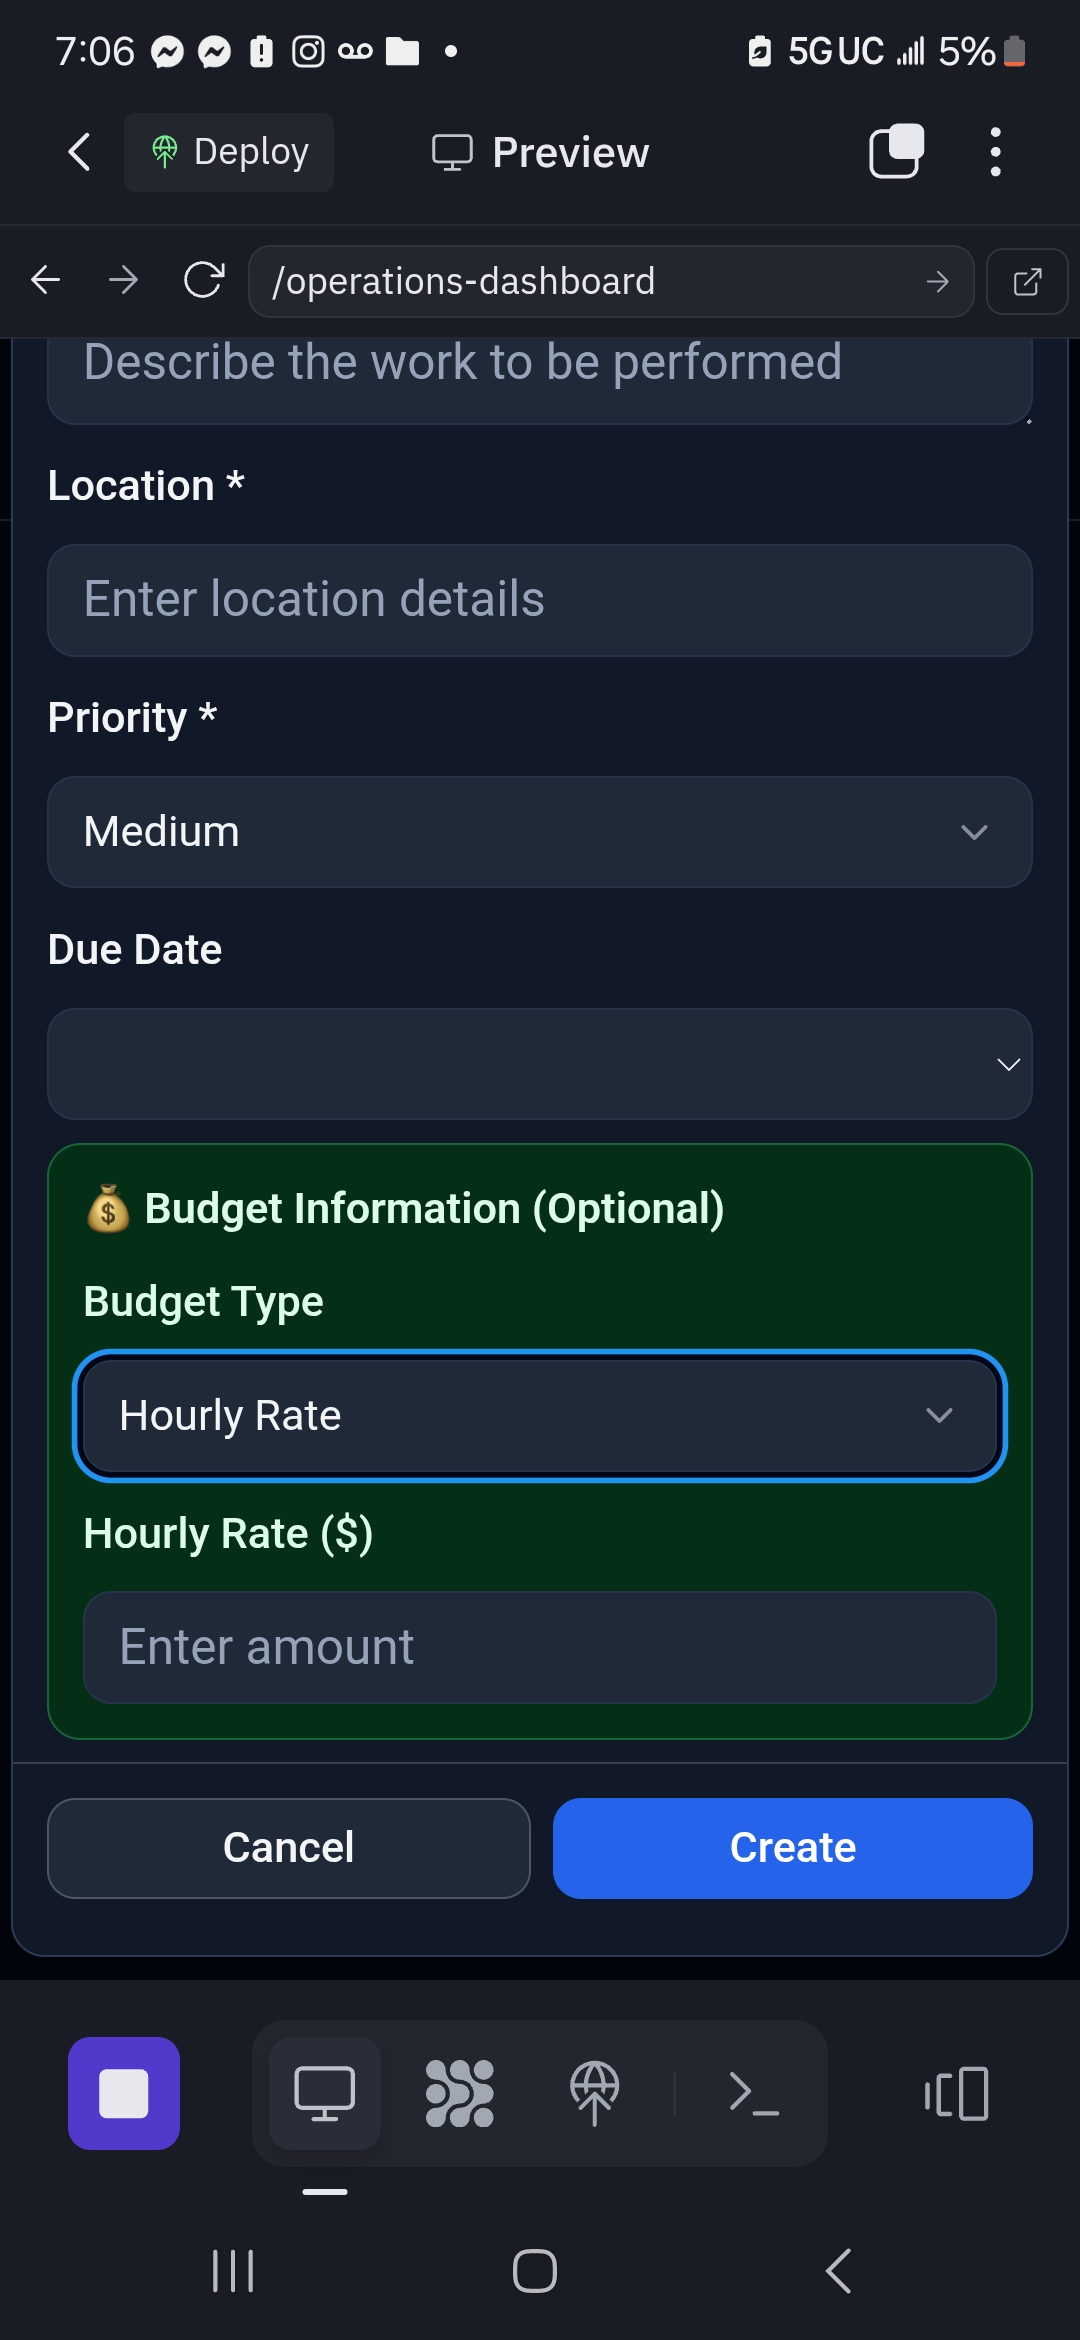 7:06
5G UC 5%
Deploy
Preview
/operations-dashboard
Describe the work to be performed
Location *
Enter location details
Priority *
Medium
Due Date
💰 Budget Information (Optional)
Budget Type
Hourly Rate
Hourly Rate ($)
Enter amount
Cancel
Create